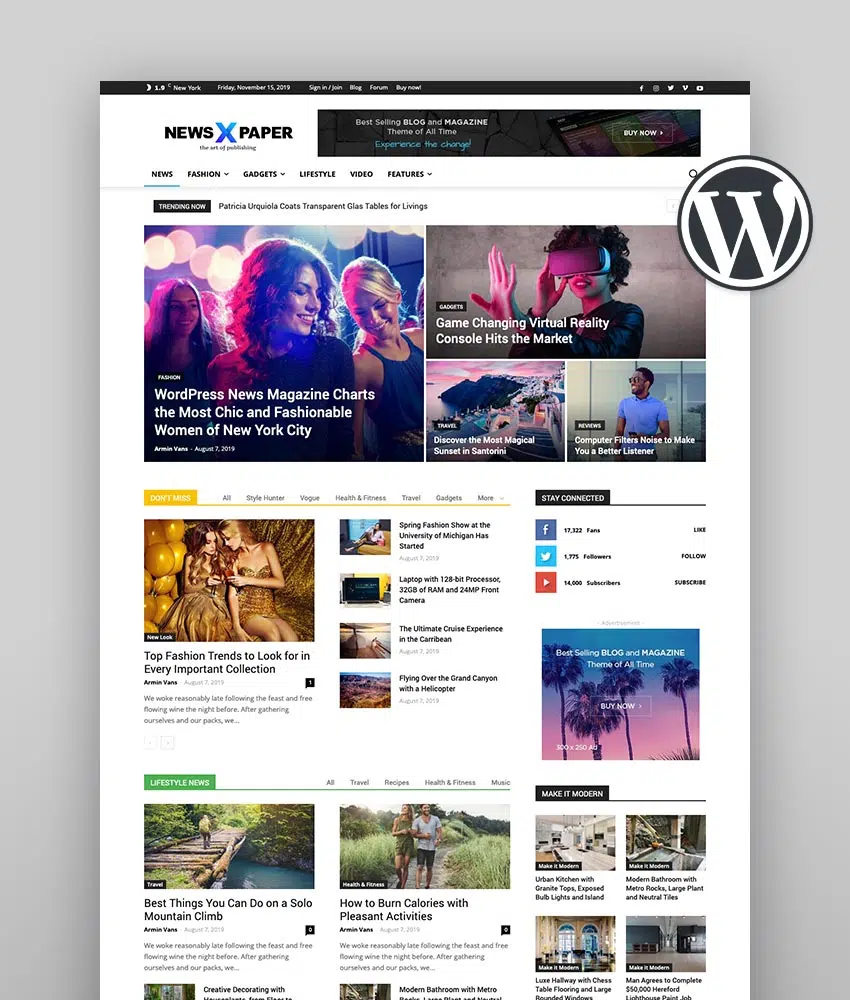 1.9 C New York Friday, November 15, 2019 Sign in / Join Blog Forum Buy now!
NEWS X PAPER
the art of publishing
Best Selling BLOG and MAGAZINE
Theme of All Time
Experience the change!
BUY NOW
NEWS FASHION GADGETS LIFESTYLE VIDEO FEATURES
TRENDING NOW Patricia Urquiola Coats Transparent Glas Tables for Livings
W
FASHION
WordPress News Magazine Charts
the Most Chic and Fashionable
Women of New York City
Armin Vans - August 7, 2019
GADGETS
Game Changing Virtual Reality
Console Hits the Market
TRAVEL
Discover the Most Magical
Sunset in Santorini
REVIEWS
Computer Filters Noise to Make
You a Better Listener
DON'T MISS All Style Hunter Vogue Health & Fitness Travel Gadgets More
New Look
Top Fashion Trends to Look for in
Every Important Collection
Armin Vans - August 7, 2019 1
We woke reasonably late following the feast and free
flowing wine the night before. After gathering
ourselves and our packs, we...
Spring Fashion Show at the
University of Michigan Has
Started
August 7, 2019
Laptop with 128-bit Processor,
32GB of RAM and 24MP Front
Camera
The Ultimate Cruise Experience
in the Carribean
August 7, 2019
Flying Over the Grand Canyon
with a Helicopter
August 7, 2019
STAY CONNECTED
17,322 Fans LIKE
1,775 Followers FOLLOW
14,000 Subscribers SUBSCRIBE
- Advertisement -
Best Selling BLOG and MAGAZINE
Theme of All Time
BUY NOW
300 x 250 Ad
LIFESTYLE NEWS All Travel Recipes Health & Fitness Music
Travel
Best Things You Can Do on a Solo
Mountain Climb
Armin Vans - August 7, 2019 0
We woke reasonably late following the feast and free
flowing wine the night before. After gathering
ourselves and our packs, we...
Health & Fitness
How to Burn Calories with
Pleasant Activities
Armin Vans - August 7, 2019 0
We woke reasonably late following the feast and free
flowing wine the night before. After gathering
ourselves and our packs, we...
Creative Decorating with
Houseplants, from Floor to
Modern Bathroom with Metro
Rocks, Large Plant and Neutral
MAKE IT MODERN
Make it Modern
Urban Kitchen with
Granite Tops, Exposed
Bulb Lights and Island
Make it Modern
Modern Bathroom with
Metro Rocks, Large Plant
and Neutral Tiles
Make it Modern
Luxe Hallway with Chess
Table Flooring and Large
Rounded Windows
Make it Modern
Man Agrees to Complete
$50,000 Hereford
Lighthouse Paint Job